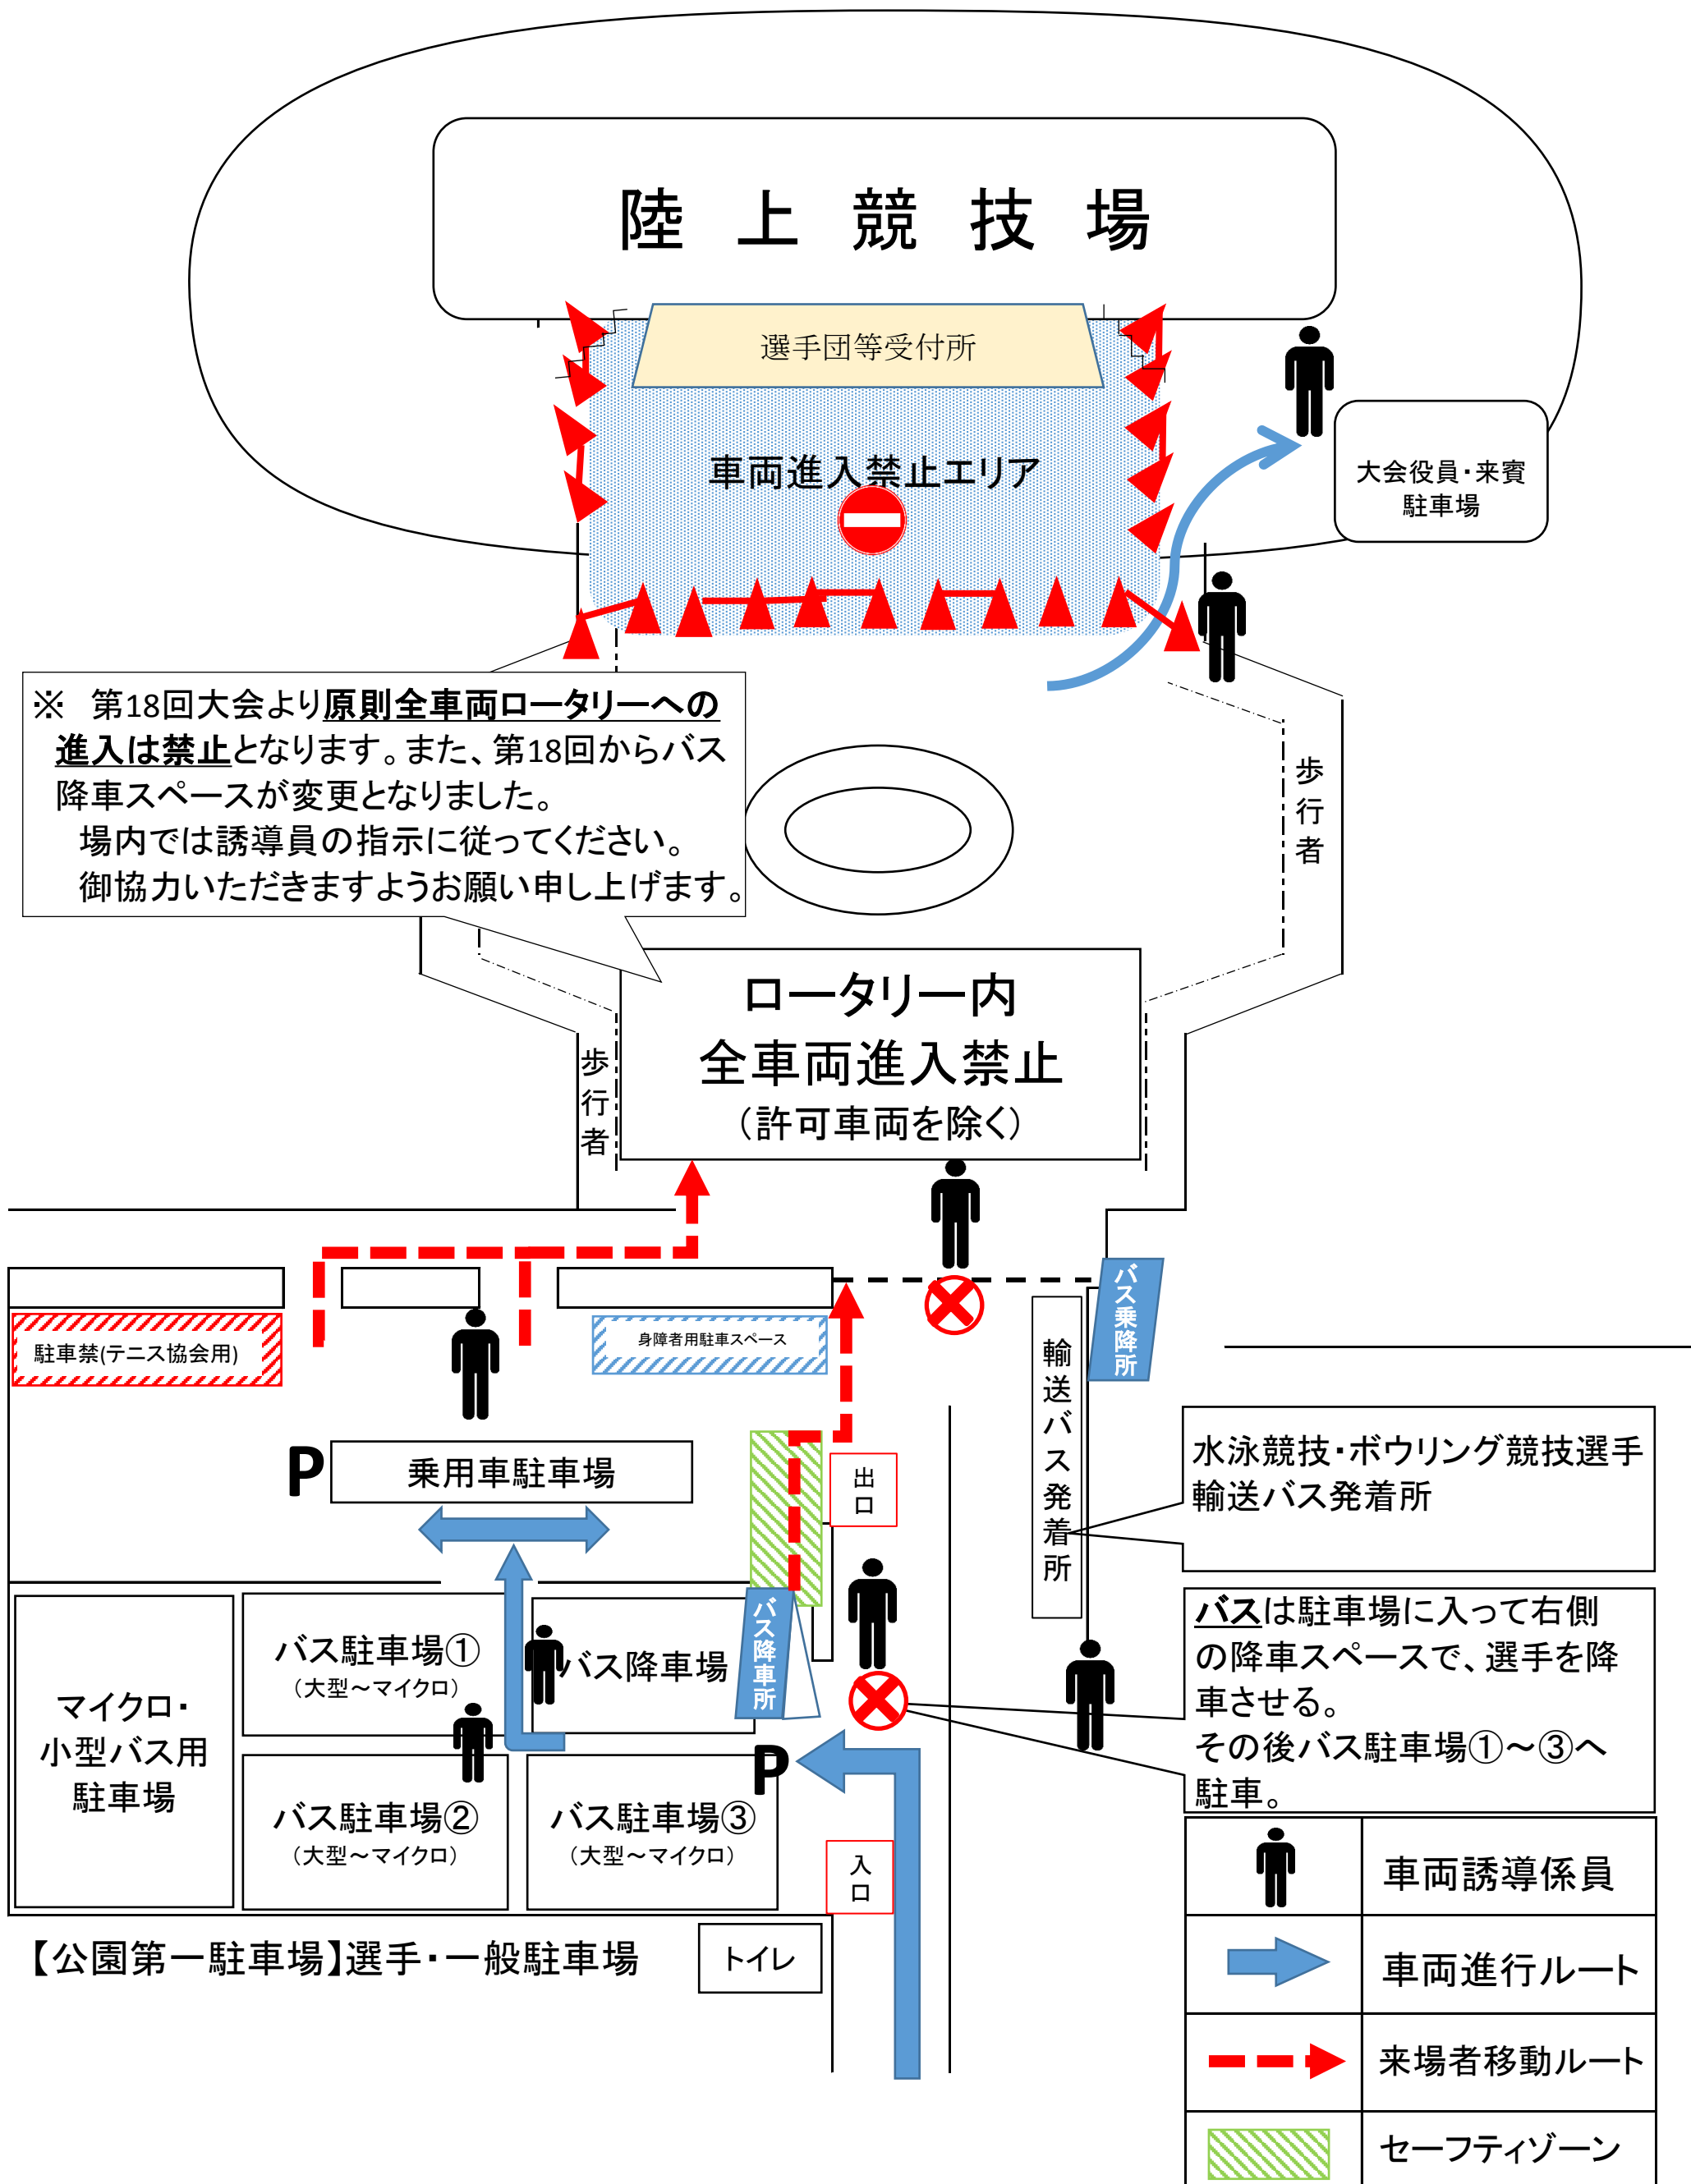 陸上競技場
選手団等受付所
車両進入禁止エリア
大会役員・来賓
駐車場
※　第18回大会より原則全車両ロータリーへの
進入は禁止となります。また、第18回からバス
降車スペースが変更となりました。
場内では誘導員の指示に従ってください。
御協力いただきますようお願い申し上げます。
歩行者
ロータリー内
全車両進入禁止
（許可車両を除く）
歩行者
バス乗降所
駐車禁(テニス協会用)
身障者用駐車スペース
輸送バス発着所
水泳競技・ボウリング競技選手
輸送バス発着所
P
乗用車駐車場
出口
バスは駐車場に入って右側
の降車スペースで、選手を降
車させる。
その後バス駐車場①～③へ
駐車。
マイクロ・
小型バス用
駐車場
バス駐車場①
（大型～マイクロ）
バス降車場
バス降車所
P
バス駐車場②
（大型～マイクロ）
バス駐車場③
（大型～マイクロ）
入口
【公園第一駐車場】選手・一般駐車場
トイレ
車両誘導係員
車両進行ルート
来場者移動ルート
セーフティゾーン